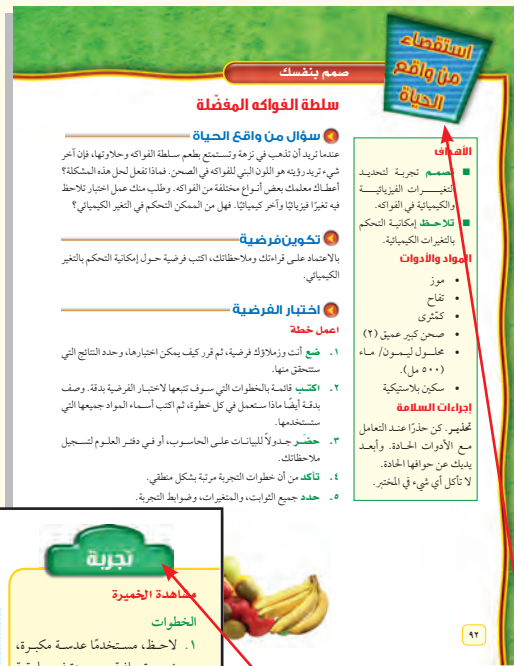 استقصاء
من واقع
الحياة
صمم بنفسك
سلطة الفواكه المفضّلة
سؤال من واقع الحياة
عندما تريد أن تذهب في نزهة وتستمتع بطعم سلطة الفواكه وحلاوتها، فإن آخر
شيء تريد رؤيته هو اللون البني للفواكه في الصحن. فماذا تفعل لحل هذه المشكلة؟
أعطاك معلمك بعض أنواع مختلفة من الفواكه. وطلب منك عمل اختبار تلاحظ
فيه تغيرًا فيزيائيًا وآخر كيميائيًا. فهل من الممكن التحكم في التغير الكيميائي؟
تكوين فرضية
بالاعتماد على قراءتك وملاحظاتك، اكتب فرضية حول إمكانية التحكم بالتغير
الكيميائي.
اختبار الفرضية
اعمل خطة
١. ضع أنت وزملاؤك فرضية، ثم قرر كيف يمكن اختبارها، وحدد النتائج التي
ستتحقق منها.
٢. اكتب قائمة بالخطوات التي سوف تتبعها لاختبار الفرضية بدقة. وصف
بدقة أيضًا ماذا ستعمل في كل خطوة، ثم اكتب أسماء المواد جميعها التي
ستستخدمها.
٣. حضّر جدولاً للبيانات على الحاسوب، أو في دفتر العلوم لتسجيل
ملاحظاتك.
٤. تأكد من أن خطوات التجربة مرتبة بشكل منطقي.
٥. حدد جميع الثوابت، والمتغيرات، وضوابط التجربة.
الأهداف
■ تصمم تجربة لتحديد
التغيرات الفيزيائية
والكيميائية في الفواكه.
■ تلاحظ إمكانية التحكم
بالتغيرات الكيميائية.
المواد والأدوات
• موز
• تفاح
• كمّثرى
• صحن كبير عميق (٢)
• محلول ليمون/ ماء
(٥٠٠ مل).
• سكين بلاستيكية
إجراءات السلامة
تحذير. كن حذرًا عند التعامل
مع الأدوات الحادة. وأبعد
يديك عن حوافها الحادة.
لا تأكل أي شيء في المختبر.
٩٢
تجربة
مشاهدة الخميرة
الخطوات
١. لاحظ، مستخدمًا عدسة مكبرة،